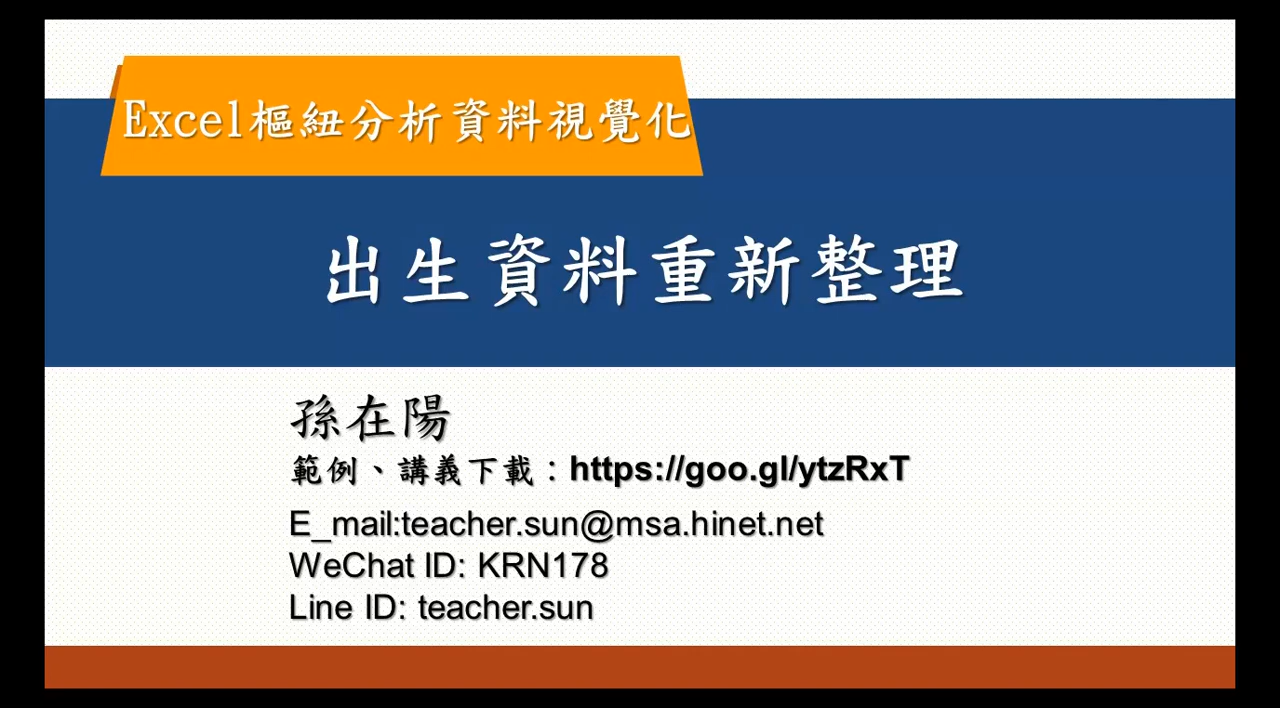 Excel樞紐分析資料視覺化
出生資料重新整理
孫在陽
範例、講義下載：https://goo.gl/ytzRxT
E_mail:teacher.sun@msa.hinet.net
WeChat ID: KRN178
Line ID: teacher.sun